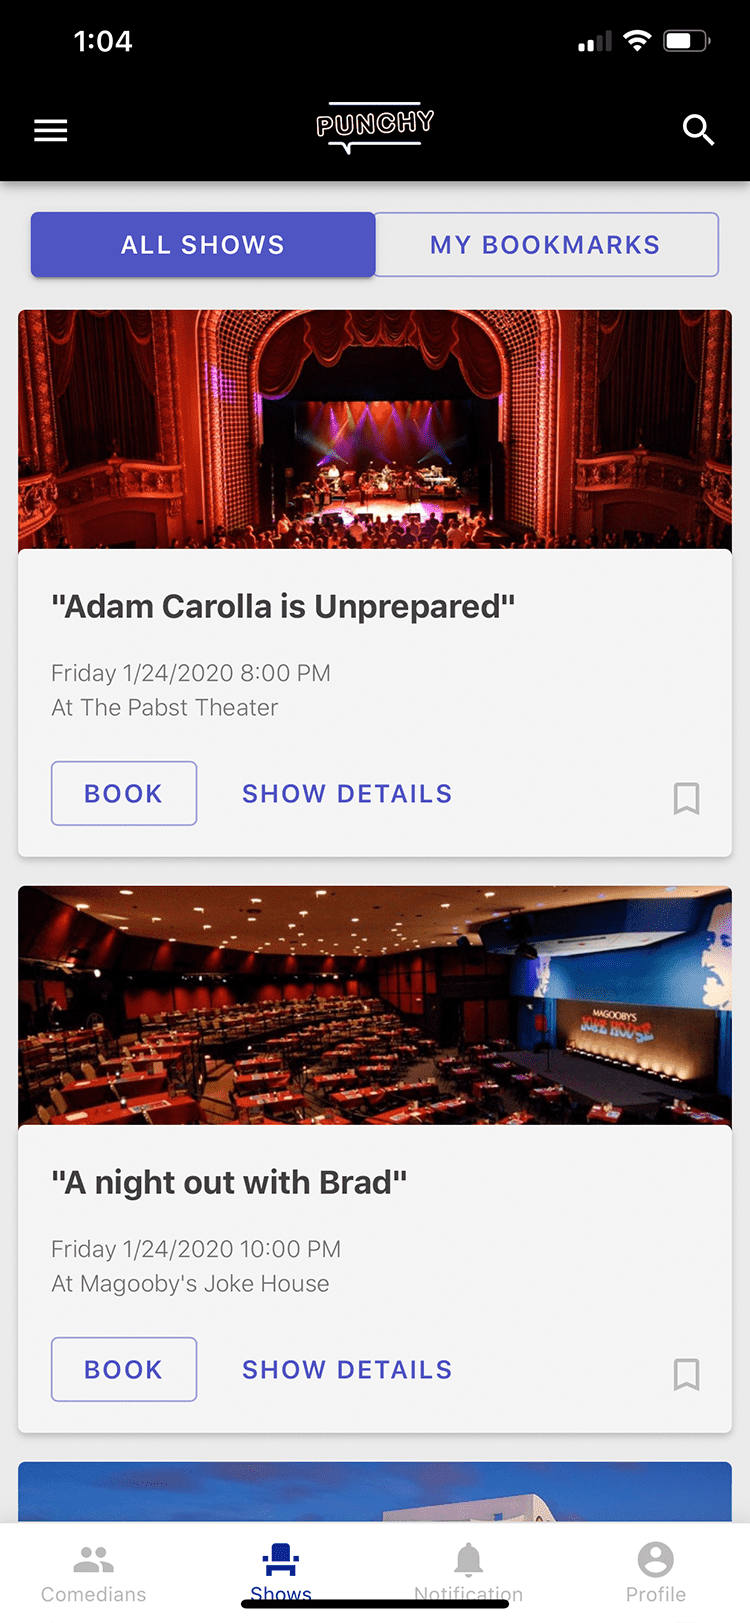 1:04
PUNCHY
ALL SHOWS
MY BOOKMARKS
"Adam Carolla is Unprepared"
Friday 1/24/2020 8:00 PM
At The Pabst Theater
BOOK
SHOW DETAILS
MAGOOBY'S
JOKE HOUSE
"A night out with Brad"
Friday 1/24/2020 10:00 PM
At Magooby's Joke House
BOOK
SHOW DETAILS
Comedians
Shows
Notification
Profile